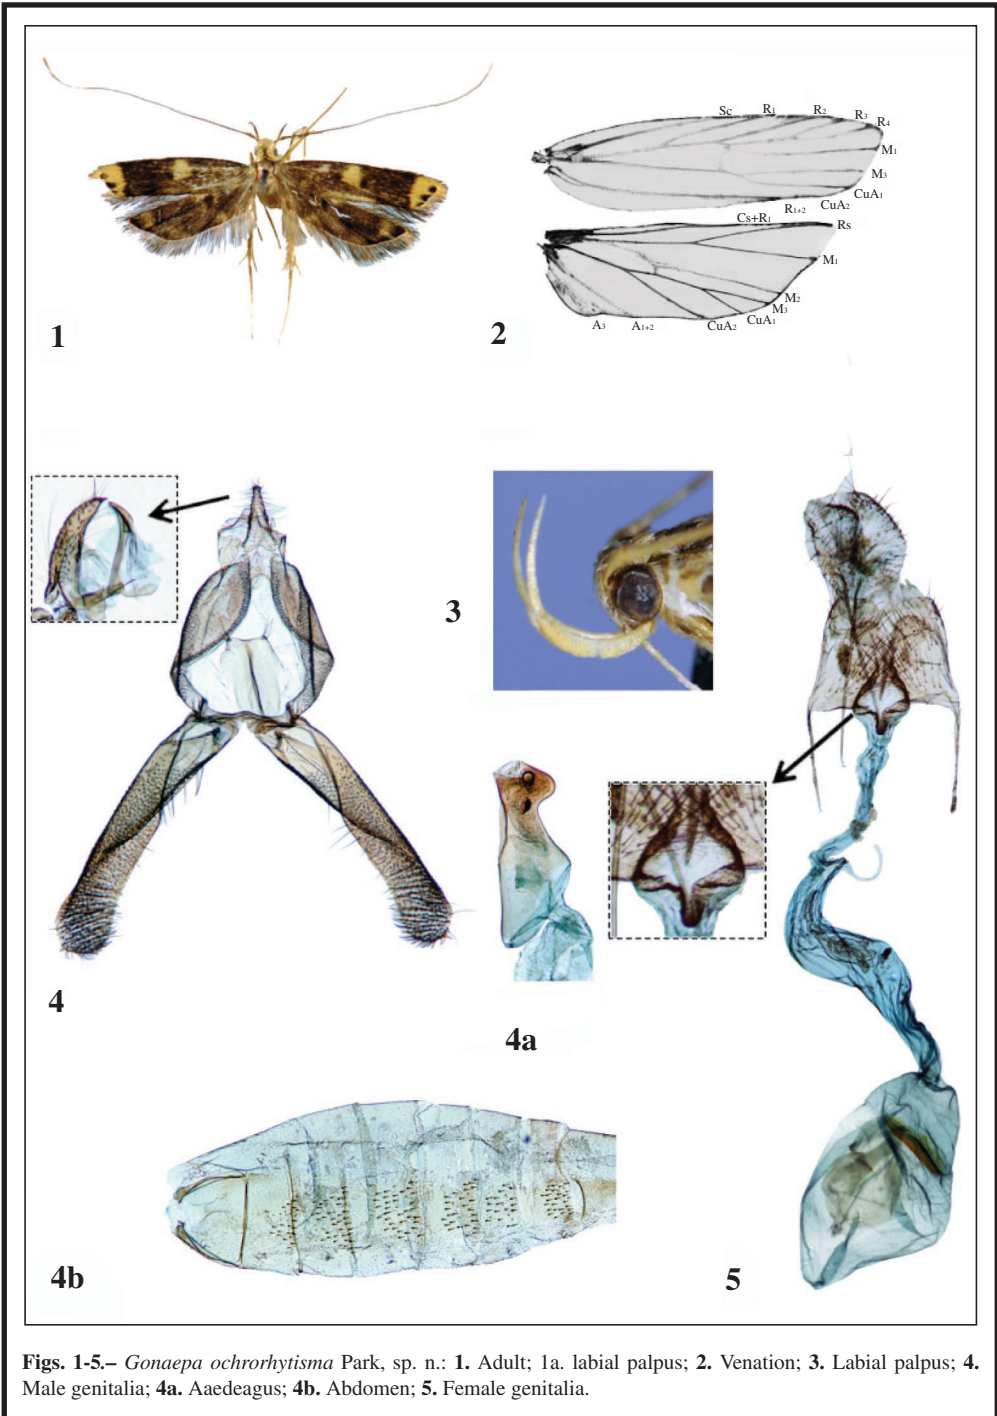 1
Sc R1 R2 R3 R4
M1
M3
CuA1
CuA2
R1+2
Cs+R1 Rs
M1
M2
M3
CuA1
CuA2
A1+2
A3
2
3
4
4a
4b
5
Figs. 1-5.– Gonaepa ochrorhytisma Park, sp. n.: 1. Adult; 1a. labial palpus; 2. Venation; 3. Labial palpus; 4.
Male genitalia; 4a. Aaedeagus; 4b. Abdomen; 5. Female genitalia.